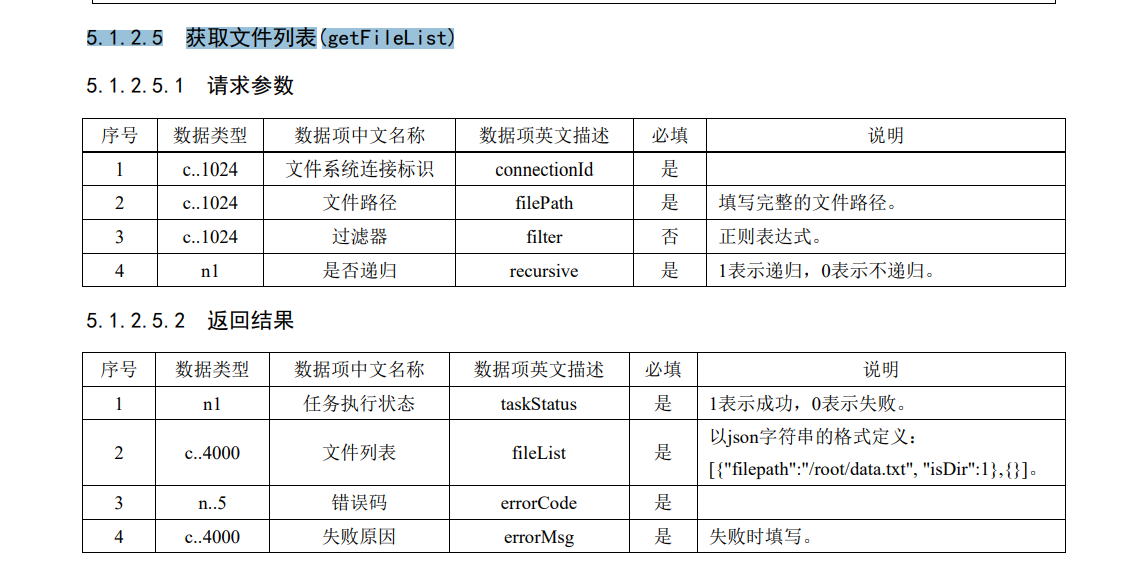 5.1.2.5 获取文件列表(getFileList)
5.1.2.5.1 请求参数
序号 数据类型 数据项中文名称 数据项英文描述 必填 说明
1 c..1024 文件系统连接标识 connectionId 是
2 c..1024 文件路径 filePath 是 填写完整的文件路径。
3 c..1024 过滤器 filter 否 正则表达式。
4 n1 是否递归 recursive 是 1表示递归，0表示不递归。
5.1.2.5.2 返回结果
序号 数据类型 数据项中文名称 数据项英文描述 必填 说明
1 n1 任务执行状态 taskStatus 是 1表示成功，0表示失败。
2 c..4000 文件列表 fileList 是 以json字符串的格式定义：
[{"filepath":"/root/data.txt", "isDir":1},{}]。
3 n..5 错误码 errorCode 是
4 c..4000 失败原因 errorMsg 是 失败时填写。